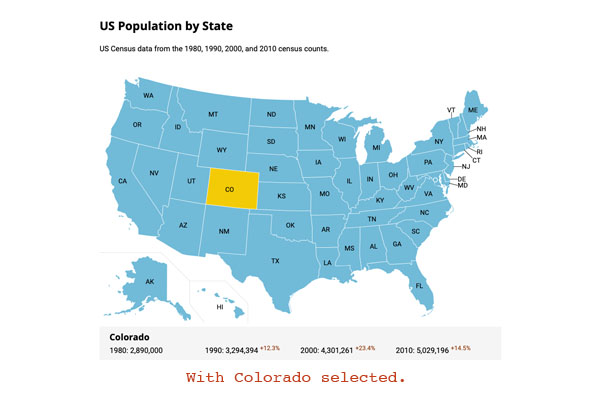 US Population by State
US Census data from the 1980, 1990, 2000, and 2010 census counts.
WA
MT
ND
MN
OR
ID
WY
SD
WI
MI
VT
ME
NH
MA
NY
RI
CT
NJ
PA
DE
MD
CA
NV
UT
CO
NE
KS
IA
MO
IL
IN
OH
KY
WV
VA
NC
TN
SC
AZ
NM
OK
AR
TX
LA
MS
AL
GA
FL
AK
HI
Colorado
1980: 2,890,000 1990: 3,294,394 +12.3% 2000: 4,301,261 +23.4% 2010: 5,029,196 +14.5%
With Colorado selected.